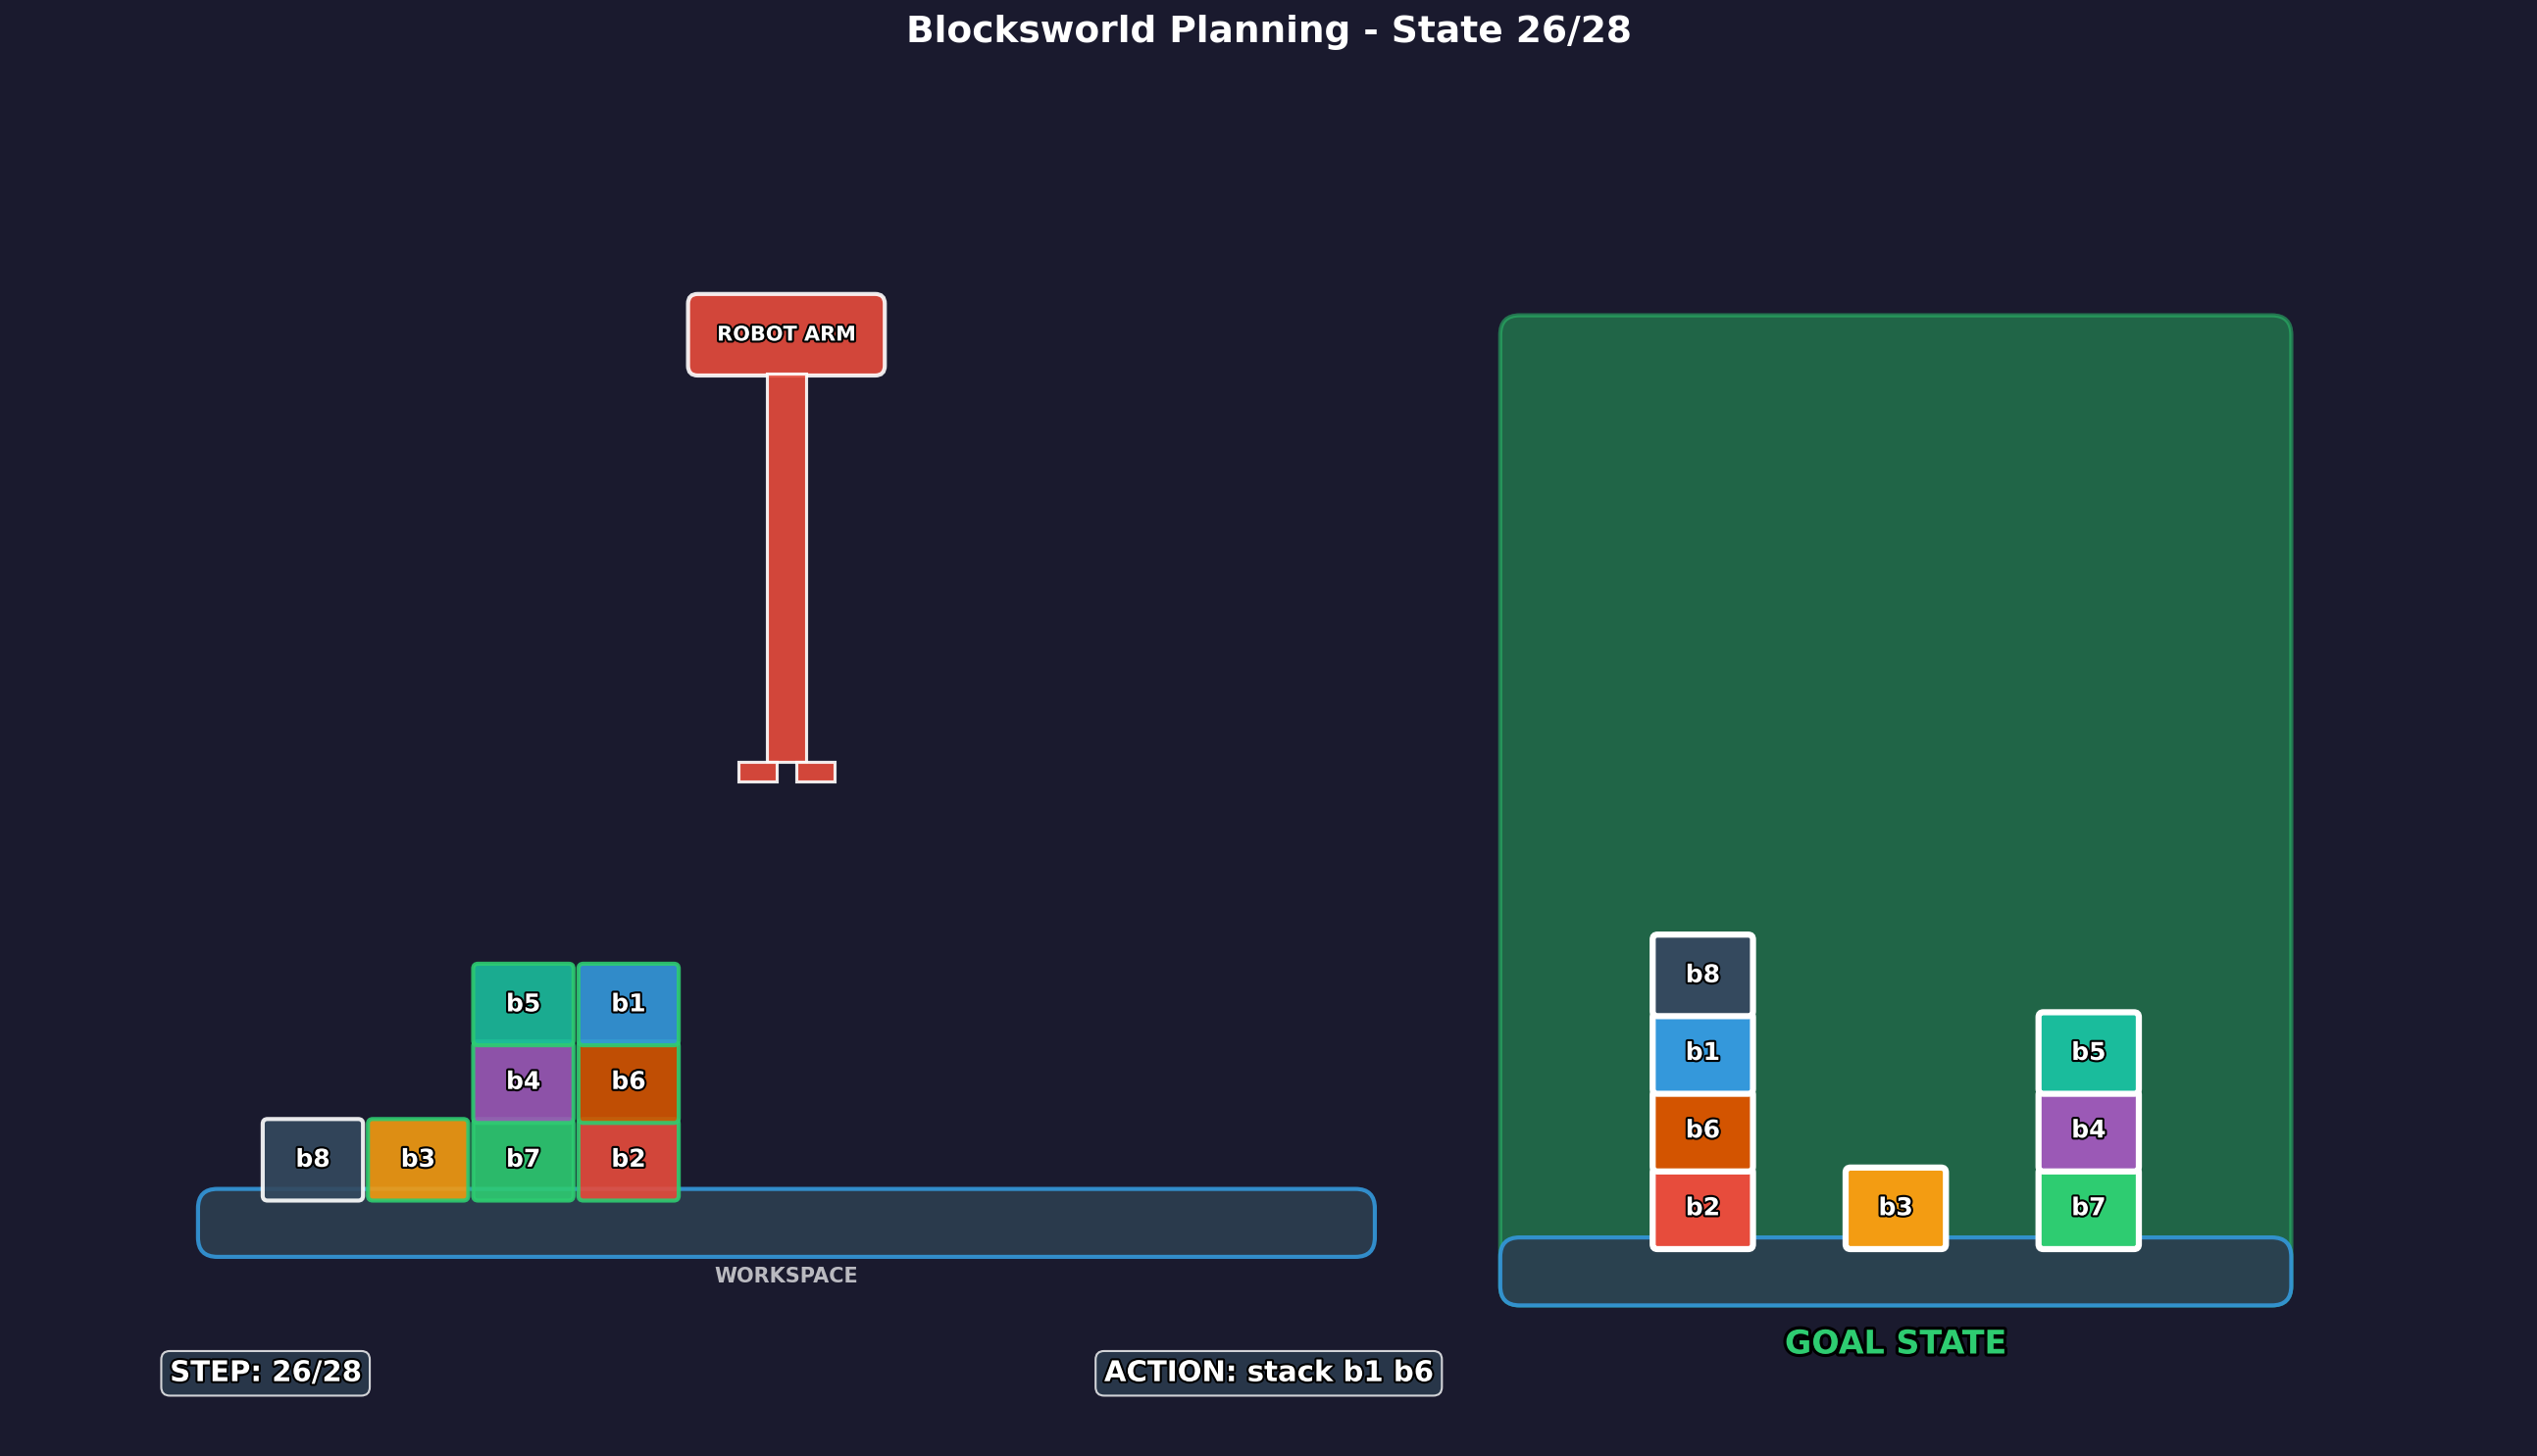 Blocksworld Planning - State 26/28
ROBOT ARM
b5 b1
b4 b6
b8 b3 b7 b2
WORKSPACE
b8
b1 b5
b6 b4
b2 b3 b7
GOAL STATE
STEP: 26/28
ACTION: stack b1 b6